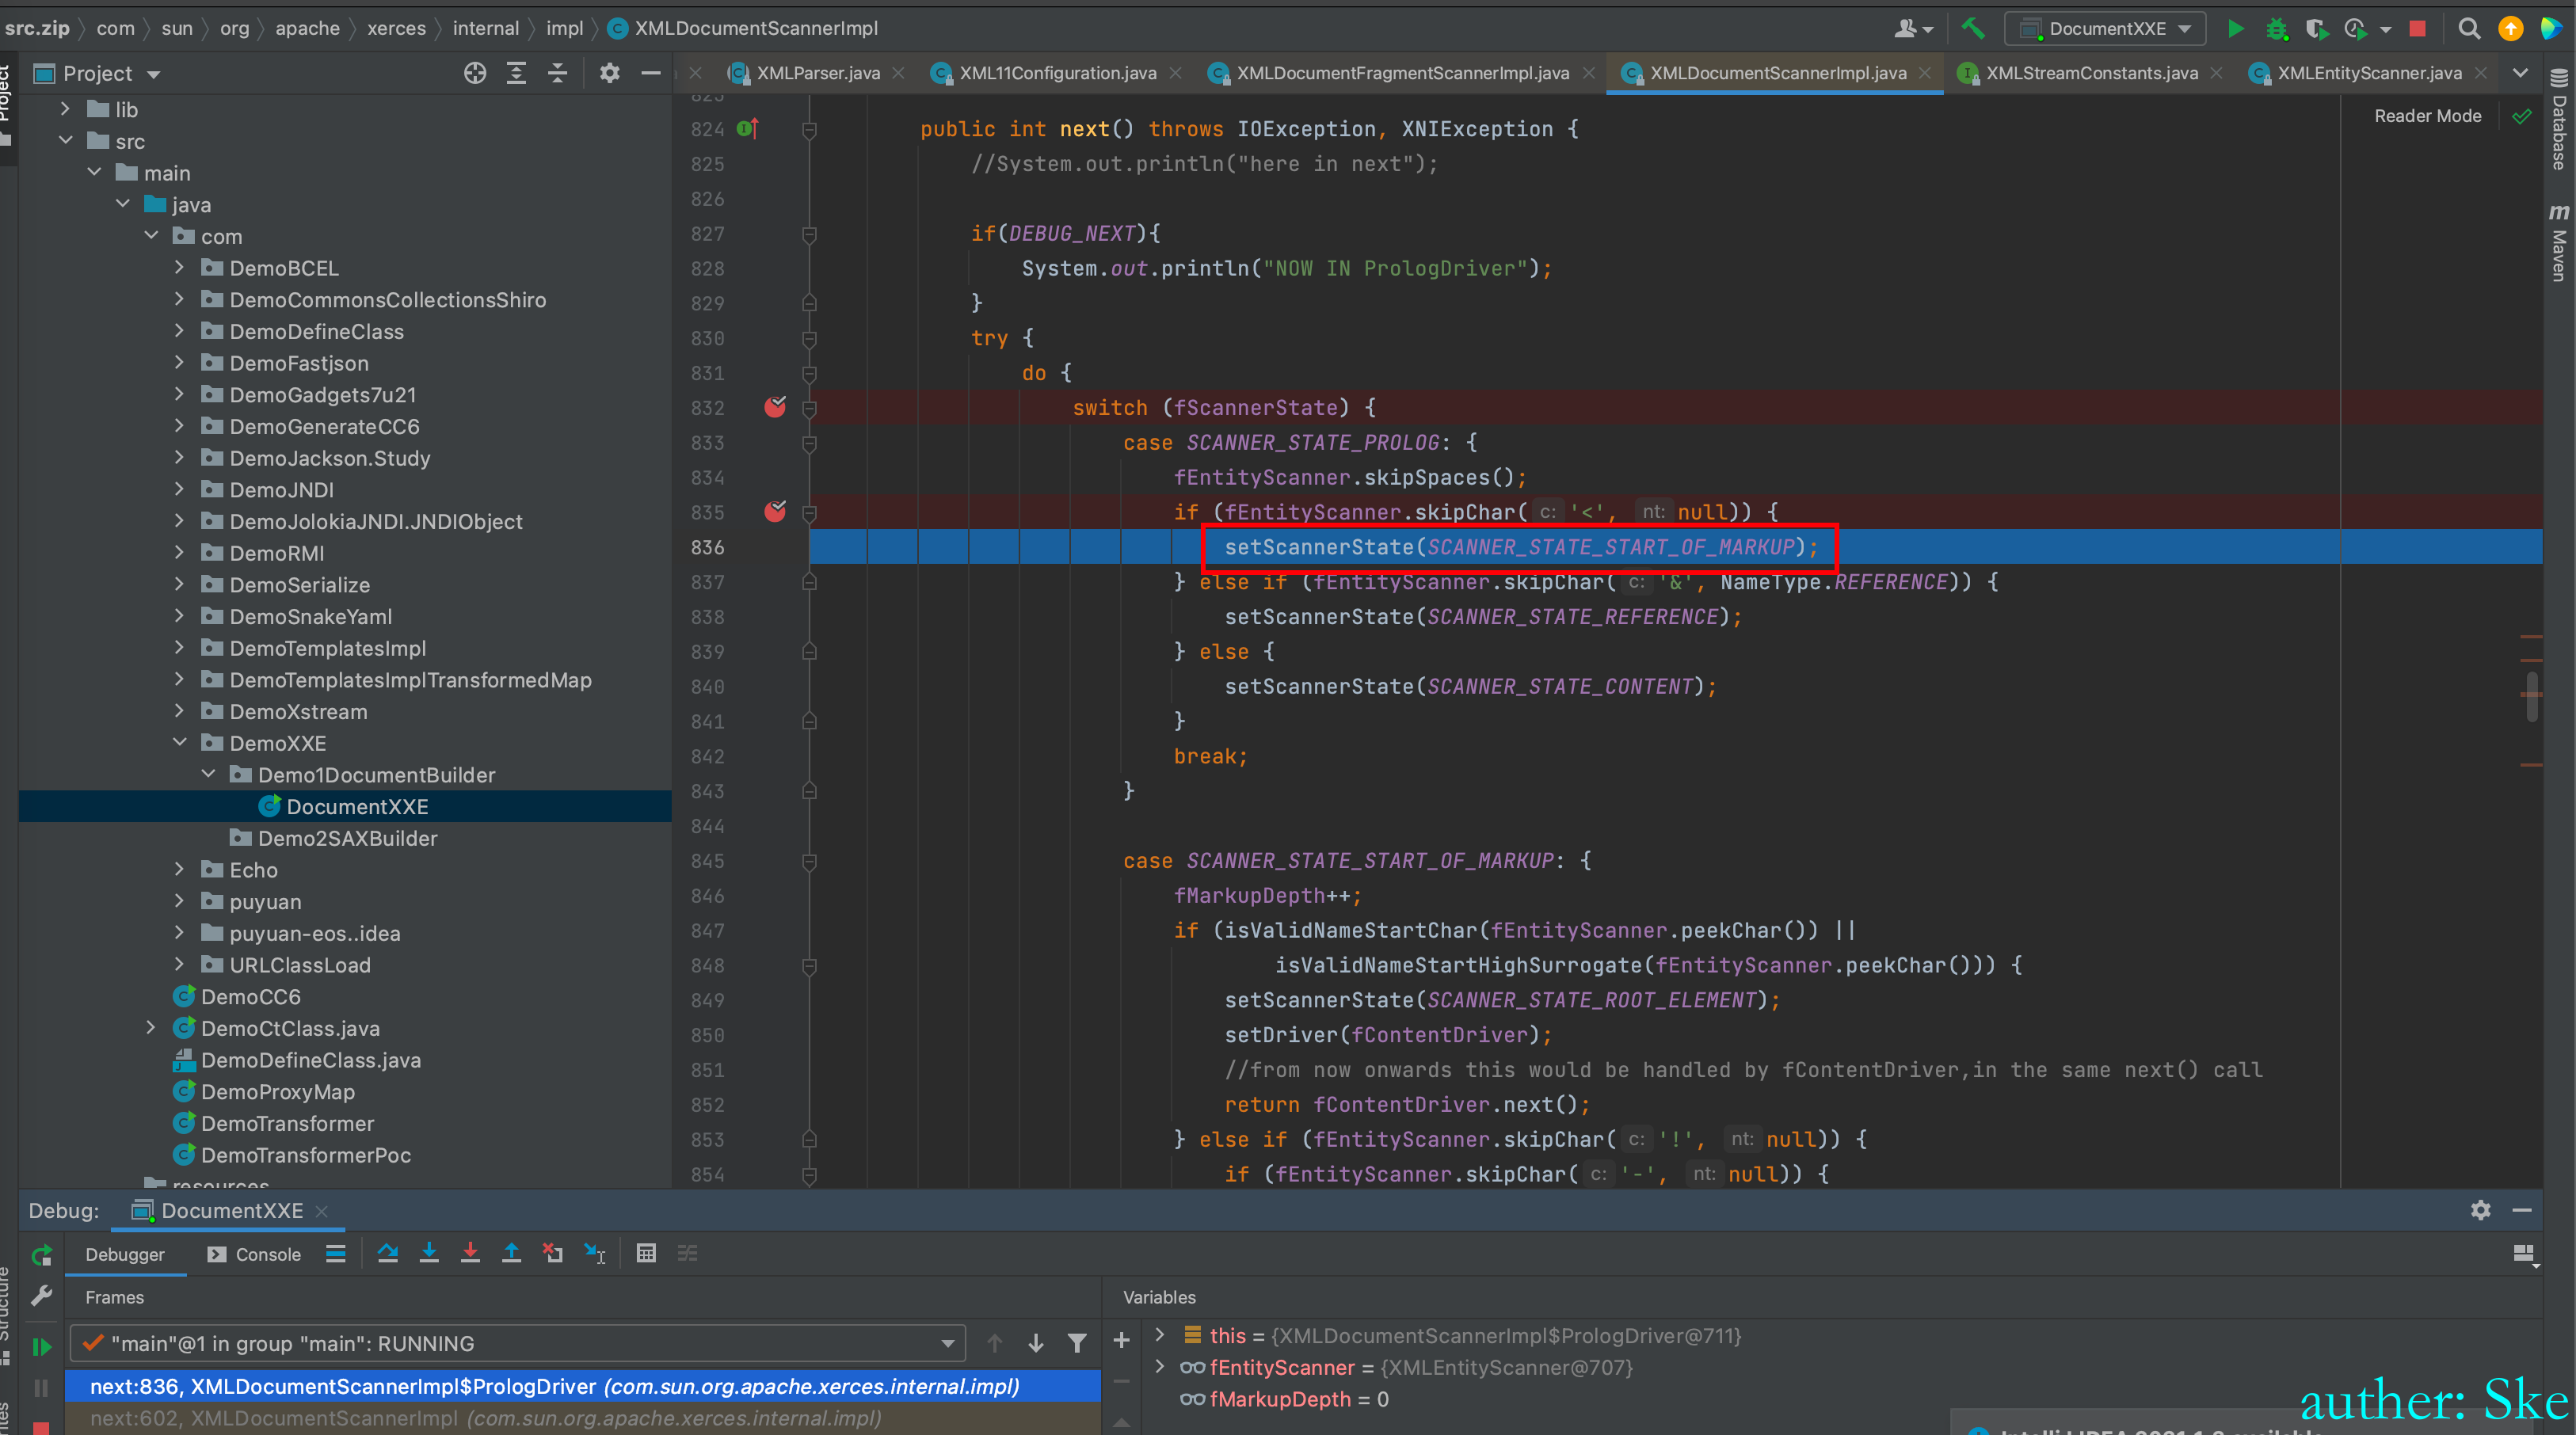 src.zip com sun org apache xerces internal impl XMLDocumentScannerImpl DocumentXXE
Project
XMLParser.java XML11Configuration.java XMLDocumentFragmentScannerImpl.java XMLDocumentScannerImpl.java XMLStreamConstants.java XMLEntityScanner.java
Project
lib
src
main
java
com
DemoBCEL
DemoCommonsCollectionsShiro
DemoDefineClass
DemoFastjson
DemoGadgets7u21
DemoGenerateCC6
DemoJackson.Study
DemoJNDI
DemoJolokiaJNDI.JNDIObject
DemoRMI
DemoSerialize
DemoSnakeYaml
DemoTemplatesImpl
DemoTemplatesImplTransformedMap
DemoXstream
DemoXXE
Demo1DocumentBuilder
DocumentXXE
Demo2SAXBuilder
Echo
puyuan
puyuan-eos..idea
URLClassLoad
DemoCC6
DemoCtClass.java
DemoDefineClass.java
DemoProxyMap
DemoTransformer
DemoTransformerPoc
resources
Reader Mode
Database
Maven
823
824 public int next() throws IOException, XNIException {
825 //System.out.println("here in next");
826
827 if(DEBUG_NEXT){
828 System.out.println("NOW IN PrologDriver");
829 }
830 try {
831 do {
832 switch (fScannerState) {
833 case SCANNER_STATE_PROLOG: {
834 fEntityScanner.skipSpaces();
835 if (fEntityScanner.skipChar( c: '<', nt: null)) {
836 setScannerState(SCANNER_STATE_START_OF_MARKUP);
837 } else if (fEntityScanner.skipChar( c: '&', NameType.REFERENCE)) {
838 setScannerState(SCANNER_STATE_REFERENCE);
839 } else {
840 setScannerState(SCANNER_STATE_CONTENT);
841 }
842 break;
843 }
844
845 case SCANNER_STATE_START_OF_MARKUP: {
846 fMarkupDepth++;
847 if (isValidNameStartChar(fEntityScanner.peekChar()) ||
848 isValidNameStartHighSurrogate(fEntityScanner.peekChar())) {
849 setScannerState(SCANNER_STATE_ROOT_ELEMENT);
850 setDriver(fContentDriver);
851 //from now onwards this would be handled by fContentDriver,in the same next() call
852 return fContentDriver.next();
853 } else if (fEntityScanner.skipChar( c: '!', nt: null)) {
854 if (fEntityScanner.skipChar( c: '-', nt: null)) {
Debug: DocumentXXE
Debugger Console
Structure
Frames
"main"@1 in group "main": RUNNING
next:836, XMLDocumentScannerImpl$PrologDriver (com.sun.org.apache.xerces.internal.impl)
next:602, XMLDocumentScannerImpl (com.sun.org.apache.xerces.internal.impl)
Variables
this = {XMLDocumentScannerImpl$PrologDriver@711}
fEntityScanner = {XMLEntityScanner@707}
fMarkupDepth = 0
auther: Ske